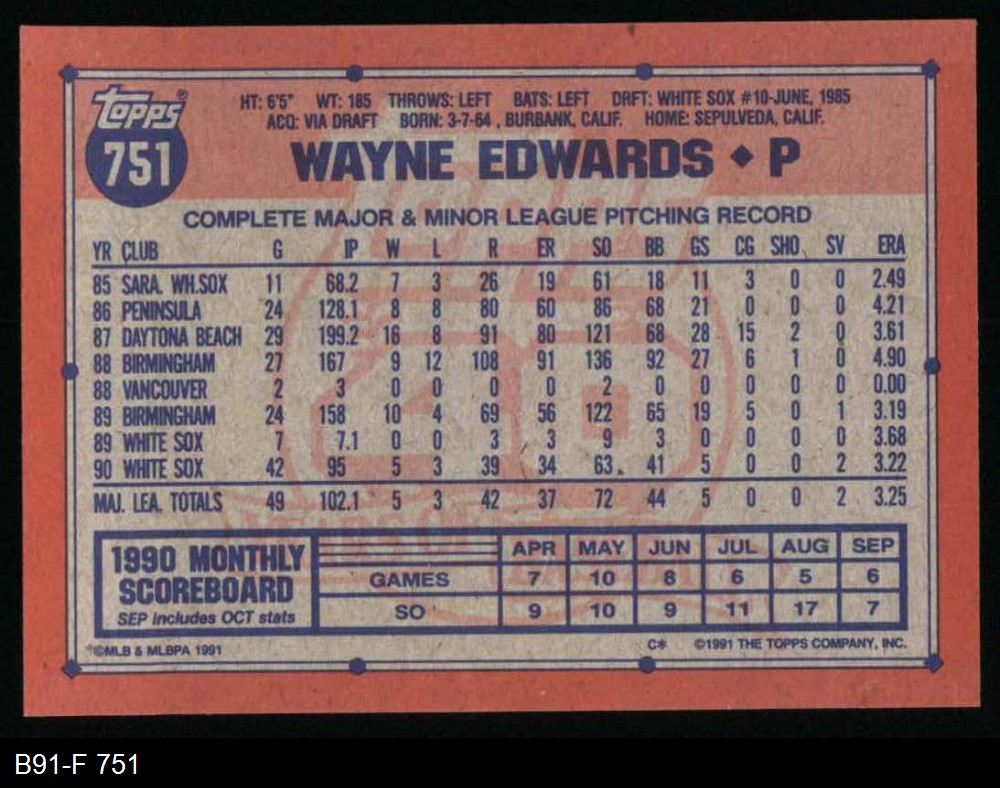 topps®
751
HT: 6'5" WT: 185 THROWS: LEFT BATS: LEFT DRFT: WHITE SOX #10-JUNE, 1985
ACQ: VIA DRAFT BORN: 3-7-64 , BURBANK, CALIF. HOME: SEPULVEDA, CALIF.
WAYNE EDWARDS ♦ P
COMPLETE MAJOR & MINOR LEAGUE PITCHING RECORD
YR CLUB G IP W L R ER SO BB GS CG SHO SV ERA
85 SARA. WH.SOX 11 68.2 7 3 26 19 61 18 11 3 0 0 2.49
86 PENINSULA 24 128.1 8 8 80 60 86 68 21 0 0 0 4.21
87 DAYTONA BEACH 29 199.2 16 8 91 80 121 68 28 15 2 0 3.61
88 BIRMINGHAM 27 167 9 12 108 91 136 92 27 6 1 0 4.90
88 VANCOUVER 2 3 0 0 0 0 2 0 0 0 0 0 0.00
89 BIRMINGHAM 24 158 10 4 69 56 122 65 19 5 0 1 3.19
89 WHITE SOX 7 7.1 0 0 3 3 9 3 0 0 0 0 3.68
90 WHITE SOX 42 95 5 3 39 34 63 41 5 0 0 2 3.22
MAJ. LEA. TOTALS 49 102.1 5 3 42 37 72 44 5 0 0 2 3.25
1990 MONTHLY
SCOREBOARD
SEP includes OCT stats
APR MAY JUN JUL AUG SEP
GAMES 7 10 8 6 5 6
SO 9 10 9 11 17 7
*©MLB & MLBPA 1991 C* ©1991 THE TOPPS COMPANY, INC.
B91-F 751